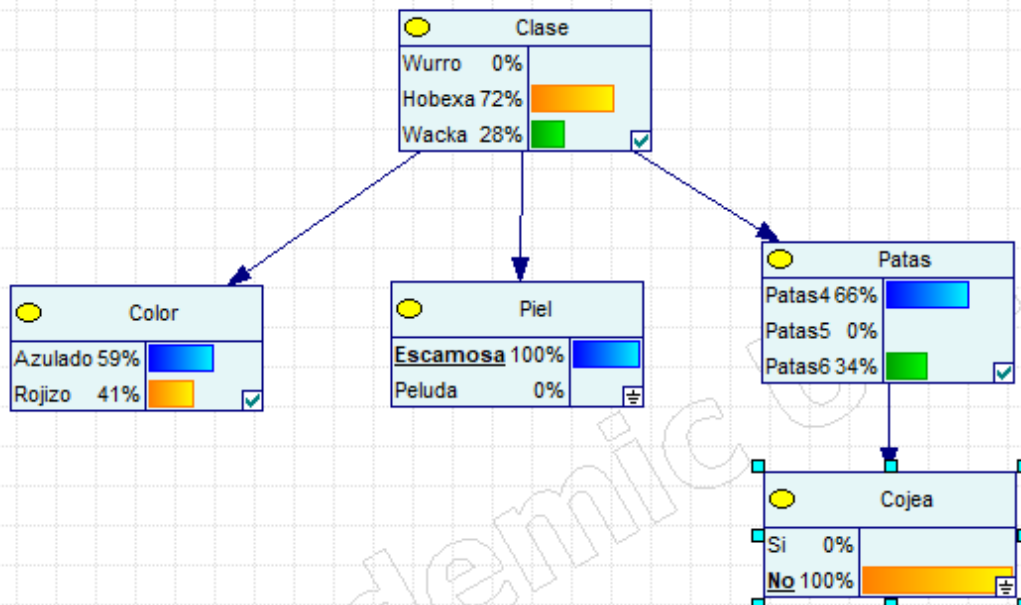 Clase
Wurro 0%
Hobexa 72%
Wacka 28%
Color
Azulado 59%
Rojizo 41%
Piel
Escamosa 100%
Peluda 0%
Patas
Patas4 66%
Patas5 0%
Patas6 34%
Cojea
Si 0%
No 100%
demic